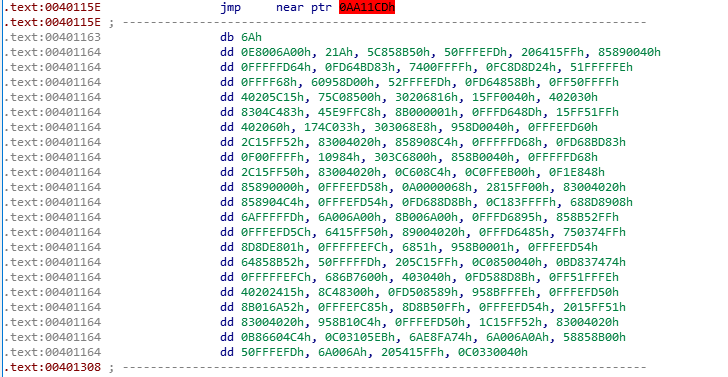 .text:0040115E jmp near ptr 0AA11CDh
.text:0040115E ; ---------------------------------------------------------------------------
.text:00401163 db 6Ah
.text:00401164 dd 0E8006A00h, 21Ah, 5C858B50h, 50FFFEFDh, 206415FFh, 85890040h
.text:00401164 dd 0FFFFFD64h, 0FD64BD83h, 7400FFFFh, 0FC8D8D24h, 51FFFFFEh
.text:00401164 dd 0FFFF68h, 60958D00h, 52FFFEFDh, 0FD64858Bh, 0FF50FFFFh
.text:00401164 dd 40205C15h, 75C08500h, 30206816h, 15FF0040h, 402030h
.text:00401164 dd 8304C483h, 45E9FFC8h, 8B000001h, 0FFFD648Dh, 15FF51FFh
.text:00401164 dd 402060h, 174C033h, 303068E8h, 958D0040h, 0FFFEFD60h
.text:00401164 dd 2C15FF52h, 83004020h, 858908C4h, 0FFFFFD68h, 0FD68BD83h
.text:00401164 dd 0F00FFFFh, 10984h, 303C6800h, 858B0040h, 0FFFFFD68h
.text:00401164 dd 2C15FF50h, 83004020h, 0C608C4h, 0C0FFEB00h, 0F1E848h
.text:00401164 dd 85890000h, 0FFFEFD58h, 0A0000068h, 2815FF00h, 83004020h
.text:00401164 dd 858904C4h, 0FFFEFD54h, 0FD688D8Bh, 0C183FFFFh, 688D8908h
.text:00401164 dd 6AFFFFFDh, 6A006A00h, 8B006A00h, 0FFFD6895h, 858B52FFh
.text:00401164 dd 0FFFEFD5Ch, 6415FF50h, 89004020h, 0FFFD6485h, 750374FFh
.text:00401164 dd 8D8DE801h, 0FFFFFEFCh, 6851h, 958B0001h, 0FFFEFD54h
.text:00401164 dd 64858B52h, 50FFFFFDh, 205C15FFh, 0C0850040h, 0BD837474h
.text:00401164 dd 0FFFFFEFCh, 686B7600h, 403040h, 0FD588D8Bh, 0FF51FFFEh
.text:00401164 dd 40202415h, 8C48300h, 0FD508589h, 958BFFFEh, 0FFFEFD50h
.text:00401164 dd 8B016A52h, 0FFFEFC85h, 8D8B50FFh, 0FFFEFD54h, 2015FF51h
.text:00401164 dd 83004020h, 958B10C4h, 0FFFEFD50h, 1C15FF52h, 83004020h
.text:00401164 dd 0B86604C4h, 0C03105EBh, 6AE8FA74h, 6A006A0Ah, 58858B00h
.text:00401164 dd 50FFFEFDh, 6A006Ah, 205415FFh, 0C0330040h
.text:00401308 ; ---------------------------------------------------------------------------